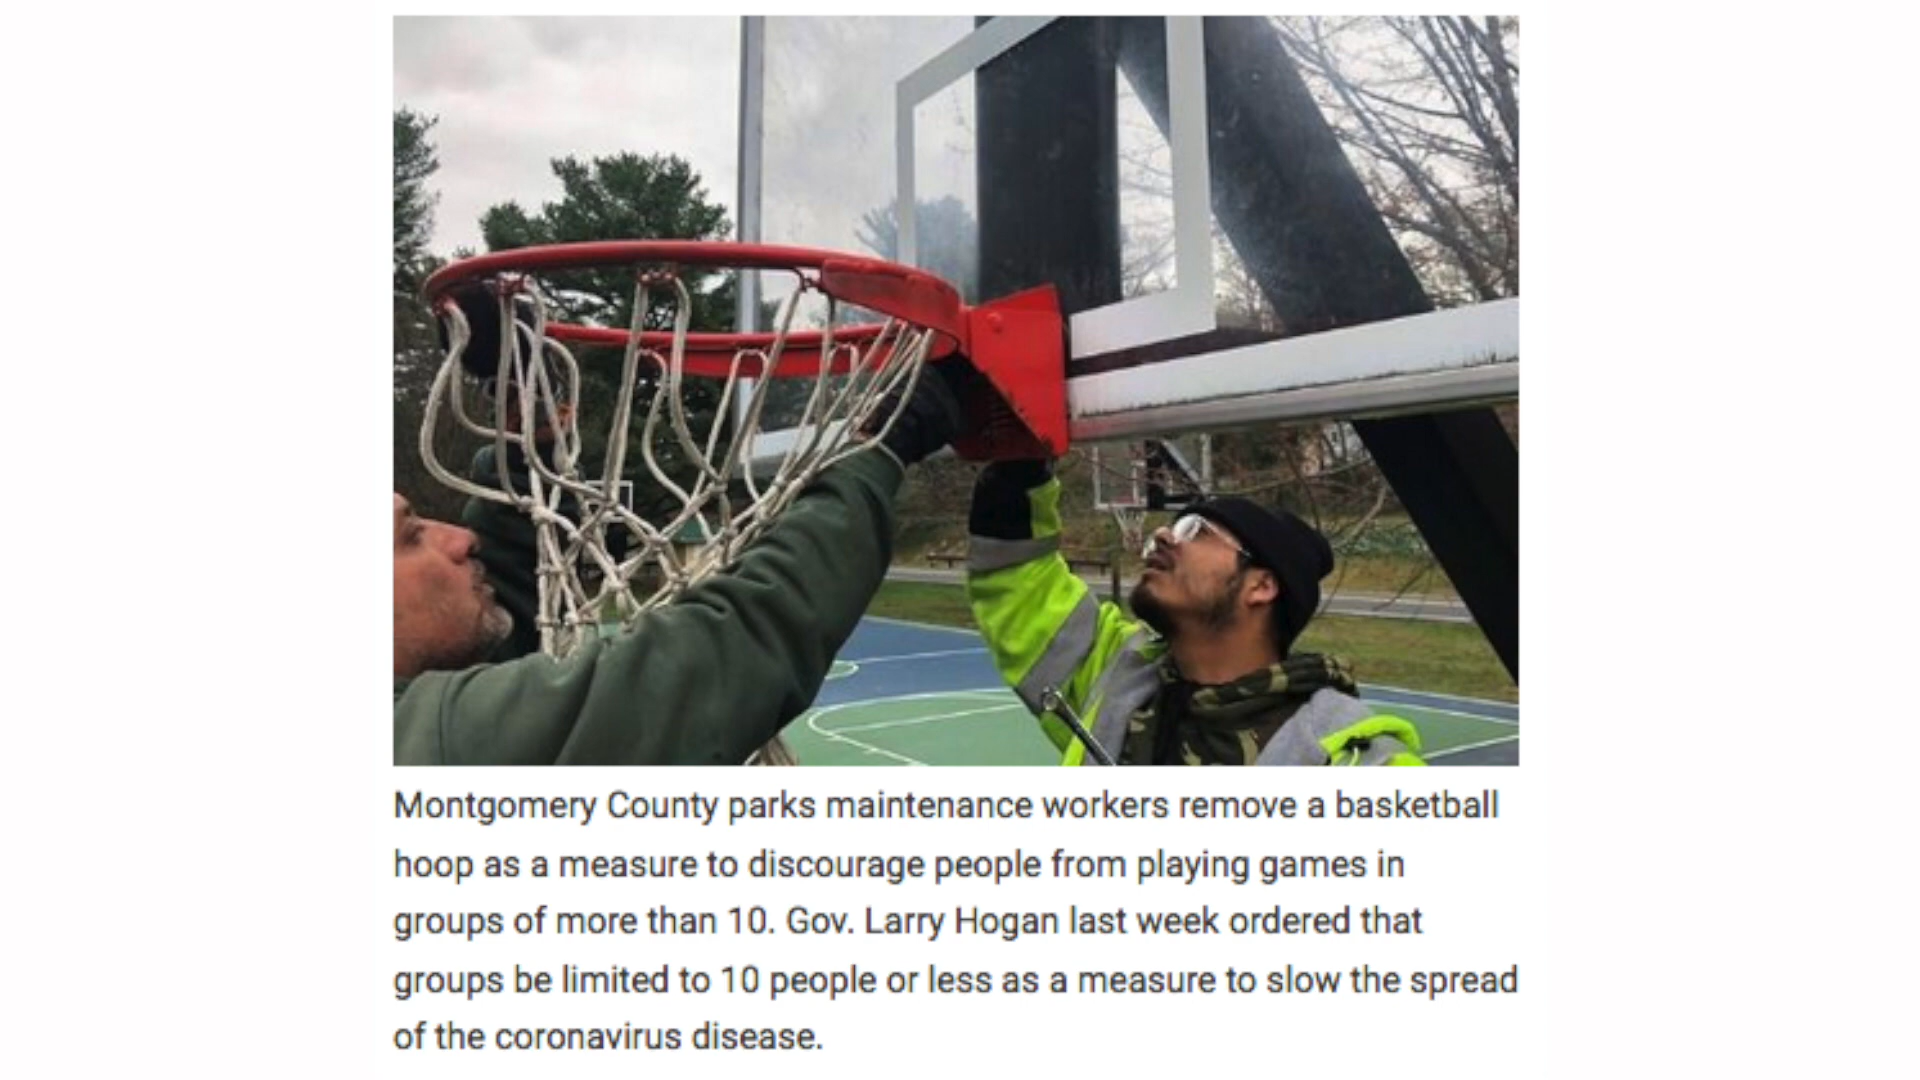 Montgomery County parks maintenance workers remove a basketball
hoop as a measure to discourage people from playing games in
groups of more than 10. Gov. Larry Hogan last week ordered that
groups be limited to 10 people or less as a measure to slow the spread
of the coronavirus disease.